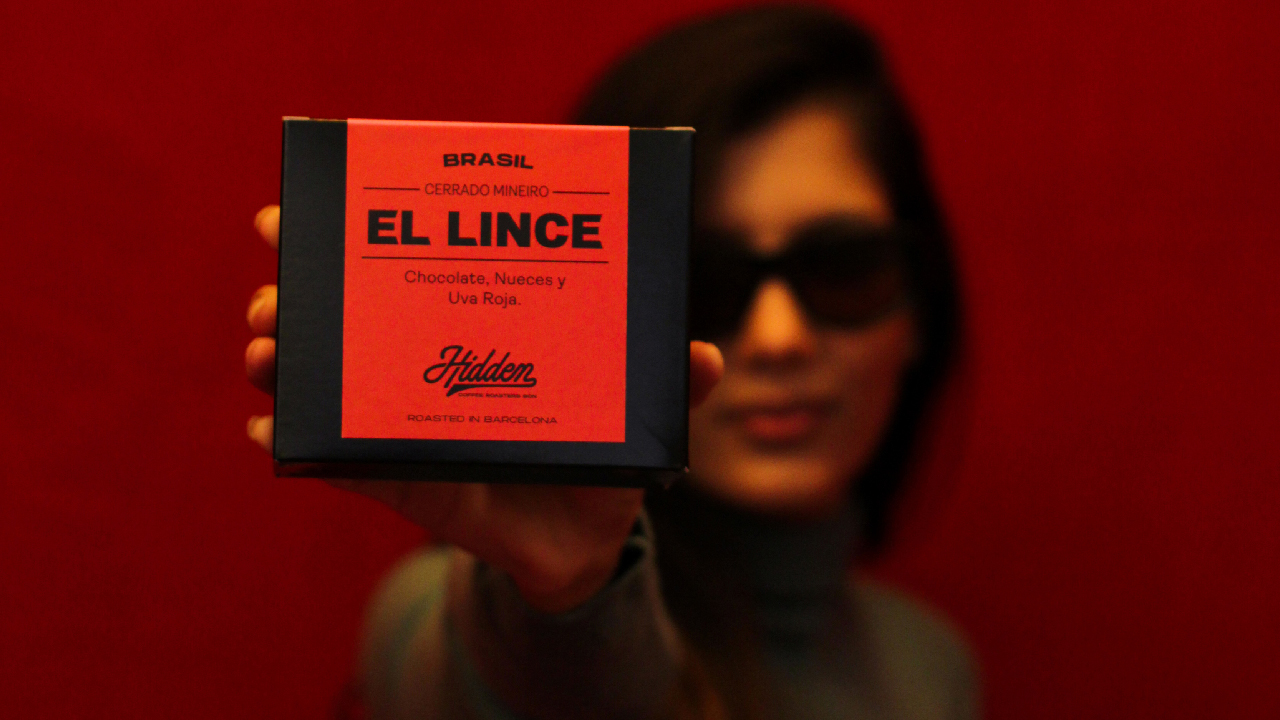 BRASIL
CERRADO MINEIRO
EL LINCE
Chocolate, Nueces y
Uva Roja.
Hidden
ROASTED IN BARCELONA